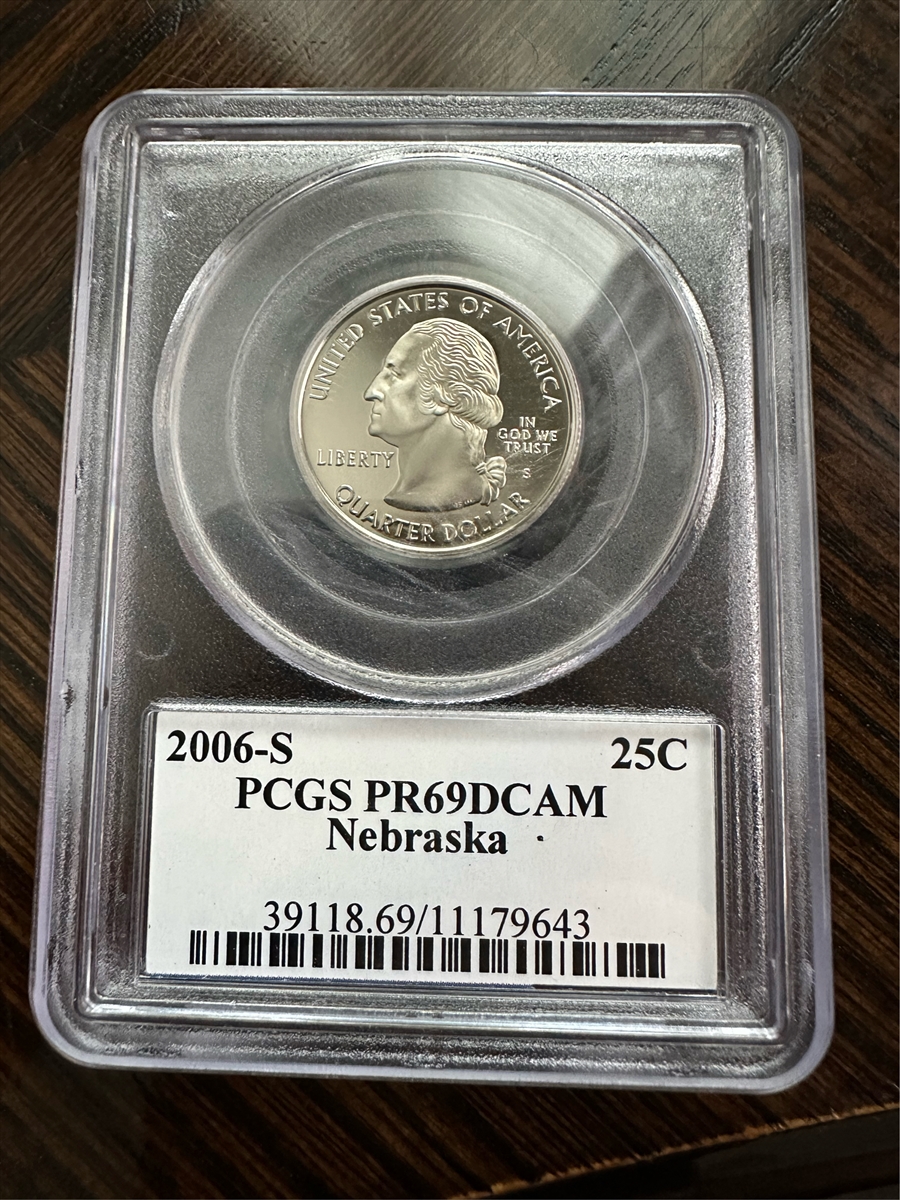 UNITED STATES OF AMERICA
IN
GOD WE
TRUST
LIBERTY
S
QUARTER DOLLAR
2006-S 25C
PCGS PR69DCAM
Nebraska
39118.69/11179643